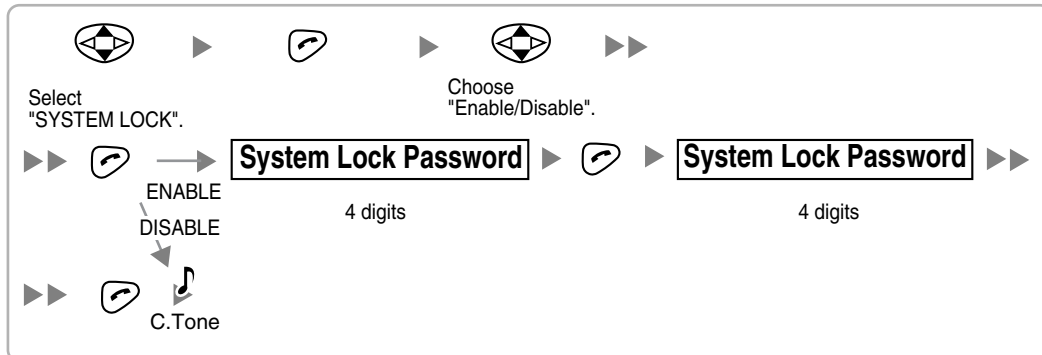 Select
"SYSTEM LOCK".
Choose
"Enable/Disable".
System Lock Password
System Lock Password
ENABLE
4 digits
4 digits
DISABLE
C.Tone